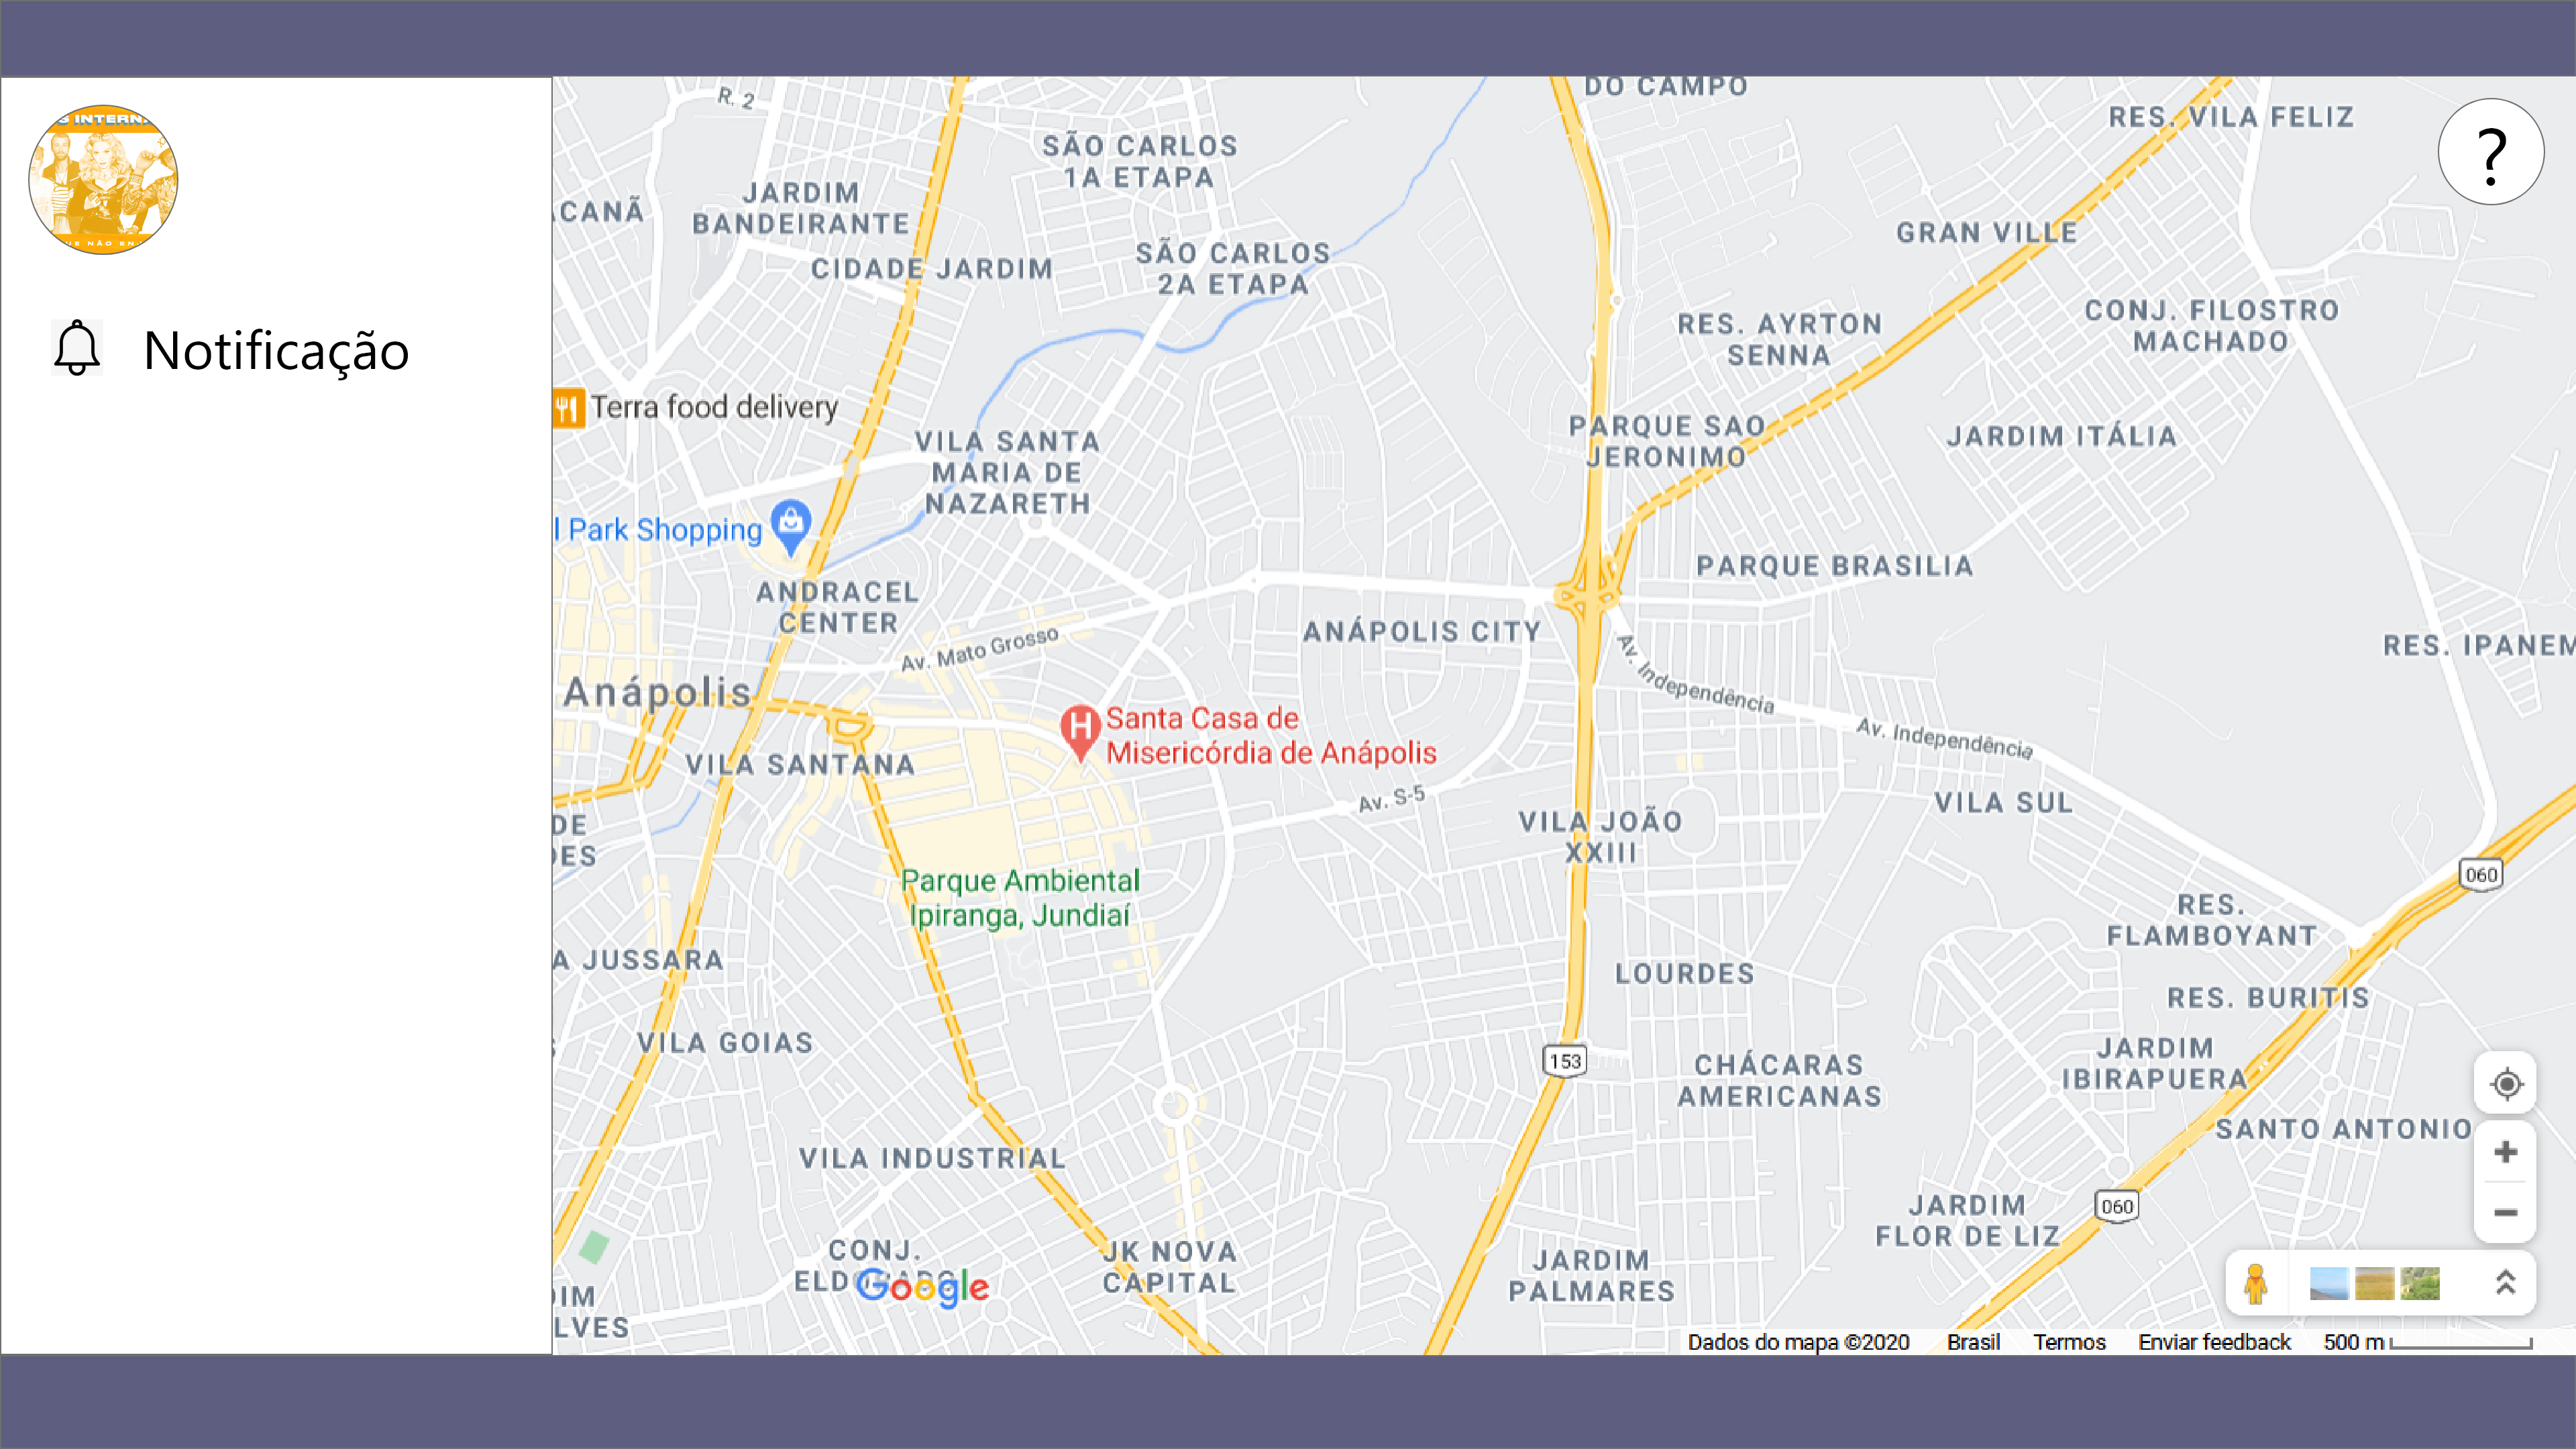 S INTERN
UE NÃO EN
Notificação
?
R. 2
DO CAMPO
RES. VILA FELIZ
SÃO CARLOS
1A ETAPA
JARDIM
BANDEIRANTE
CANÃ
GRAN VILLE
SÃO CARLOS
2A ETAPA
CIDADE JARDIM
CONJ. FILOSTRO
MACHADO
RES. AYRTON
SENNA
Terra food delivery
PARQUE SAO
JERONIMO
JARDIM ITÁLIA
VILA SANTA
MARIA DE
NAZARETH
l Park Shopping
PARQUE BRASILIA
ANDRACEL
CENTER
ANÁPOLIS CITY
Av. Mato Grosso
RES. IPANEM
Av. Independência
Anápolis
Santa Casa de
Misericórdia de Anápolis
Av. Independência
VILA SANTANA
Av. S-5
VILA SUL
DE
DES
VILA JOÃO
XXIII
060
Parque Ambiental
Ipiranga, Jundiaí
RES.
FLAMBOYANT
A JUSSARA
LOURDES
RES. BURITIS
VILA GOIAS
153
CHÁCARAS
AMERICANAS
JARDIM
IBIRAPUERA
SANTO ANTONIO
VILA INDUSTRIAL
060
JARDIM
FLOR DE LIZ
CONJ.
JK NOVA
CAPITAL
JARDIM
PALMARES
Google
DIM
LVES
Dados do mapa ©2020 Brasil Termos Enviar feedback 500 m